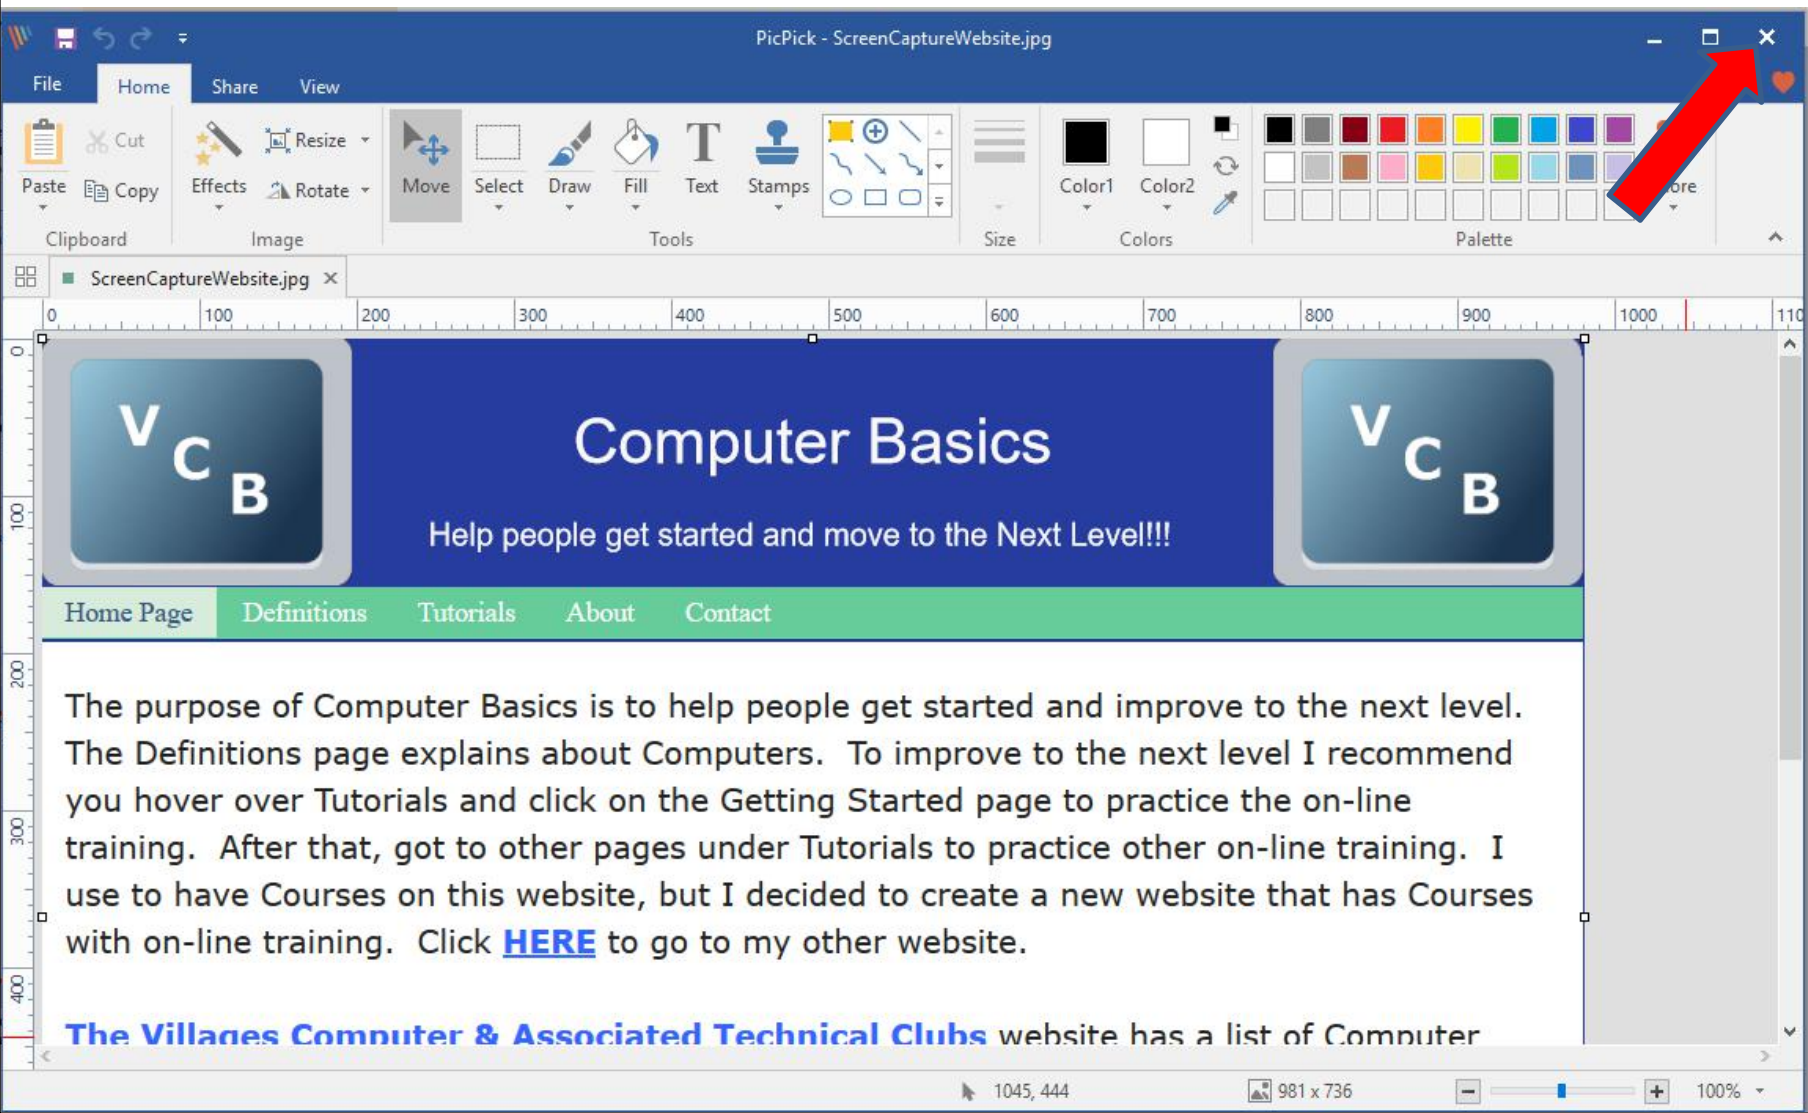 PicPick - ScreenCaptureWebsite.jpg
File Home Share View
Paste Cut Copy
Effects Resize Rotate
Move Select Draw Fill Text Stamps
Color1 Color2
Clipboard Image Tools Size Colors Palette
ScreenCaptureWebsite.jpg
0 100 200 300 400 500 600 700 800 900 1000 110
0
100
200
300
400
V C B
Computer Basics
Help people get started and move to the Next Level!!!
V C B
Home Page Definitions Tutorials About Contact
The purpose of Computer Basics is to help people get started and improve to the next level.
The Definitions page explains about Computers. To improve to the next level I recommend
you hover over Tutorials and click on the Getting Started page to practice the on-line
training. After that, got to other pages under Tutorials to practice other on-line training. I
use to have Courses on this website, but I decided to create a new website that has Courses
with on-line training. Click HERE to go to my other website.
The Villages Computer & Associated Technical Clubs website has a list of Computer
1045, 444 981 x 736 100%